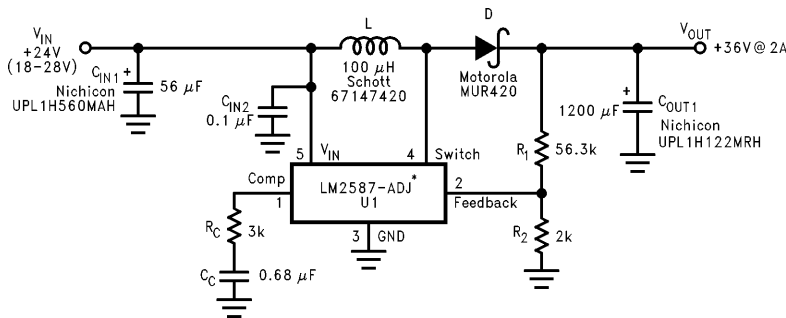 V_IN
+24V
(18-28V)
C_IN1 +
Nichicon
UPL1H560MAH
56 µF
C_IN2
0.1 µF
L
100 µH
Schott
67147420
D
Motorola
MUR420
V_OUT
+36V@2A
+
1200 µF
C_OUT1
Nichicon
UPL1H122MRH
R_1
56.3k
5
V_IN
4
Switch
Comp
1
LM2587-ADJ*
U1
2
Feedback
3
GND
R_C
3k
C_C
0.68 µF
R_2
2k